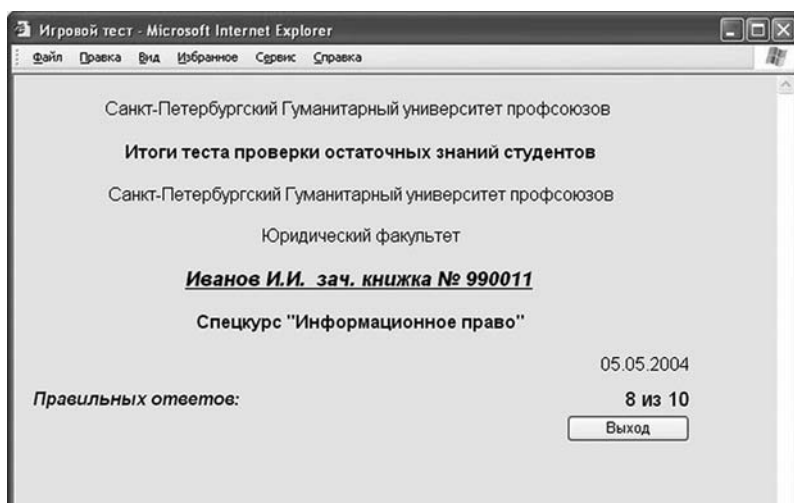 Игровой тест - Microsoft Internet Explorer
Файл Правка Вид Избранное Сервис Справка
Санкт-Петербургский Гуманитарный университет профсоюзов
Итоги теста проверки остаточных знаний студентов
Санкт-Петербургский Гуманитарный университет профсоюзов
Юридический факультет
Иванов И.И. зач. книжка № 990011
Спецкурс "Информационное право"
05.05.2004
Правильных ответов: 8 из 10
Выход